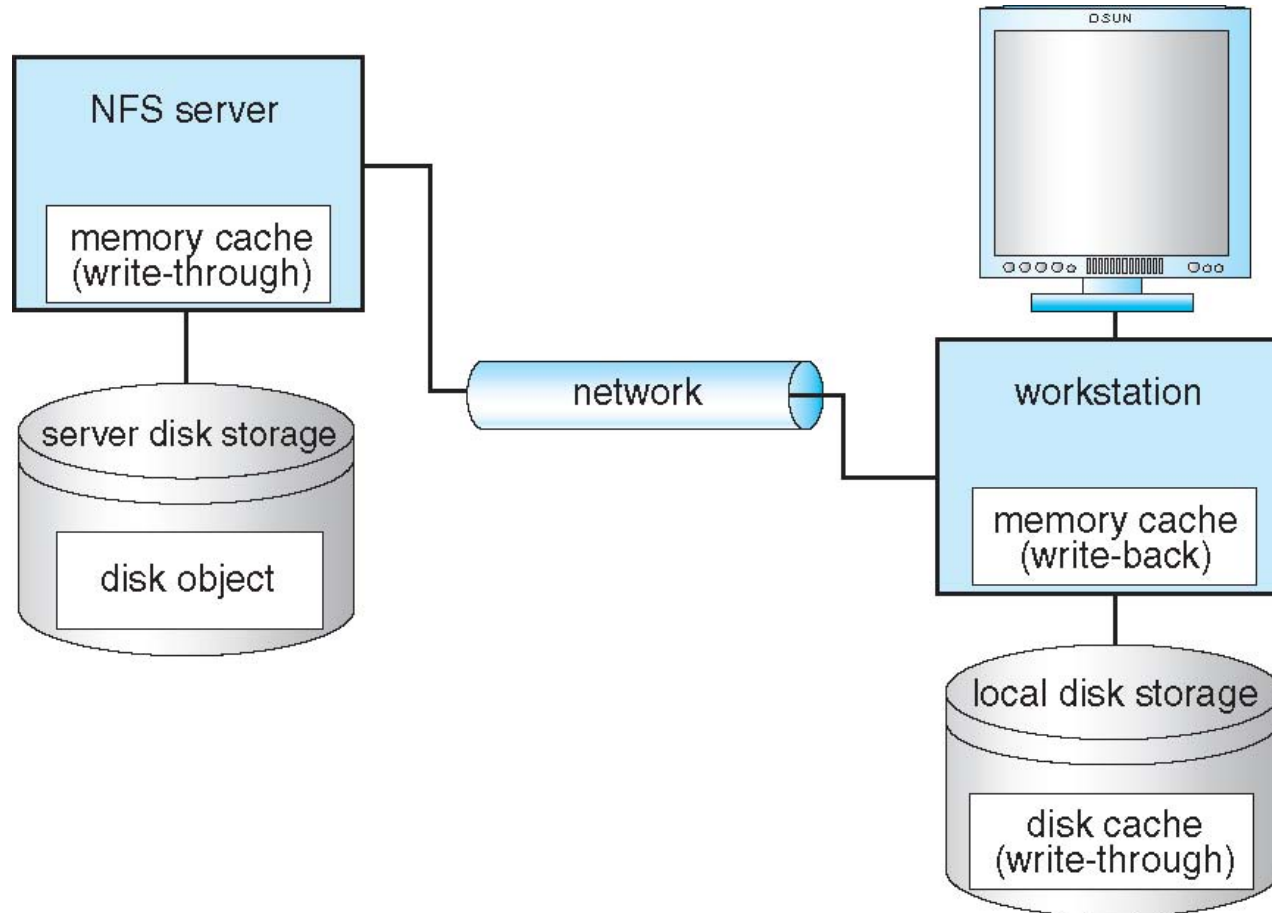 OSUN
NFS server
memory cache
(write-through)
server disk storage
disk object
network
workstation
memory cache
(write-back)
local disk storage
disk cache
(write-through)